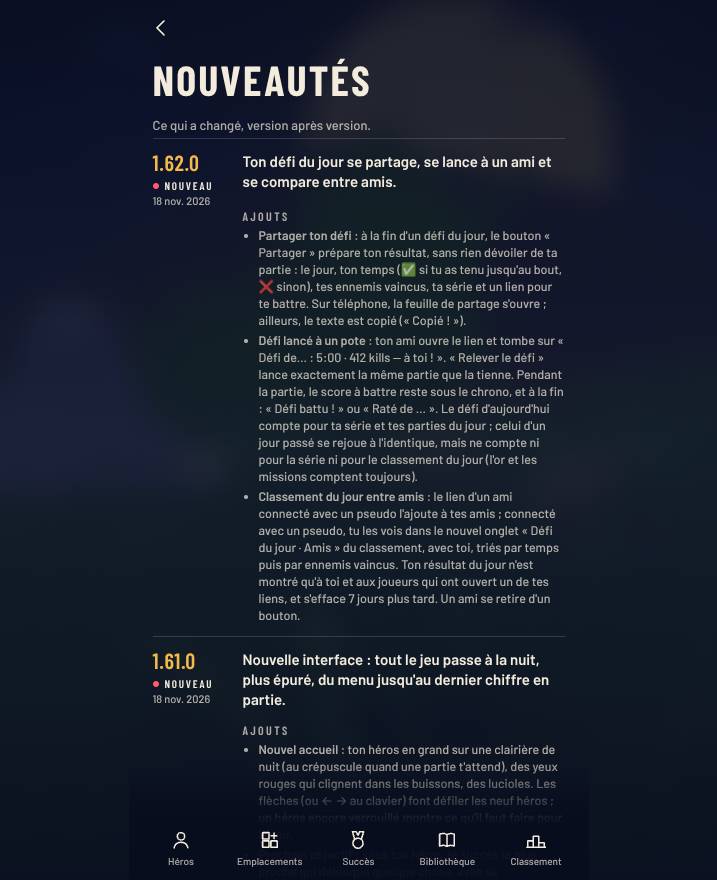 NOUVEAUTÉS
Ce qui a changé, version après version.
1.62.0
NOUVEAU
18 nov. 2026
Ton défi du jour se partage, se lance à un ami et
se compare entre amis.
AJOUTS
• Partager ton défi : à la fin d'un défi du jour, le bouton «
Partager » prépare ton résultat, sans rien dévoiler de ta
partie : le jour, ton temps (✅ si tu as tenu jusqu'au bout,
❌ sinon), tes ennemis vaincus, ta série et un lien pour
te battre. Sur téléphone, la feuille de partage s'ouvre ;
ailleurs, le texte est copié (« Copié ! »).
• Défi lancé à un pote : ton ami ouvre le lien et tombe sur «
Défi de… : 5:00 · 412 kills — à toi ! ». « Relever le défi »
lance exactement la même partie que la tienne. Pendant
la partie, le score à battre reste sous le chrono, et à la fin
: « Défi battu ! » ou « Raté de … ». Le défi d'aujourd'hui
compte pour ta série et tes parties du jour ; celui d'un
jour passé se rejoue à l'identique, mais ne compte ni
pour la série ni pour le classement du jour (l'or et les
missions comptent toujours).
• Classement du jour entre amis : le lien d'un ami
connecté avec un pseudo l'ajoute à tes amis ; connecté
avec un pseudo, tu les vois dans le nouvel onglet « Défi
du jour · Amis » du classement, avec toi, triés par temps
puis par ennemis vaincus. Ton résultat du jour n'est
montré qu'à toi et aux joueurs qui ont ouvert un de tes
liens, et s'efface 7 jours plus tard. Un ami se retire d'un
bouton.
1.61.0
NOUVEAU
18 nov. 2026
Nouvelle interface : tout le jeu passe à la nuit,
plus épuré, du menu jusqu'au dernier chiffre en
partie.
AJOUTS
• Nouvel accueil : ton héros en grand sur une clairière de
nuit (au crépuscule quand une partie t'attend), des yeux
rouges qui clignent dans les buissons, des lucioles. Les
flèches (ou ← → au clavier) font défiler les neuf héros ;
un héros encore verrouillé montre ce qu'il faut faire pour
Héros
Emplacements
Succès
Bibliothèque
Classement